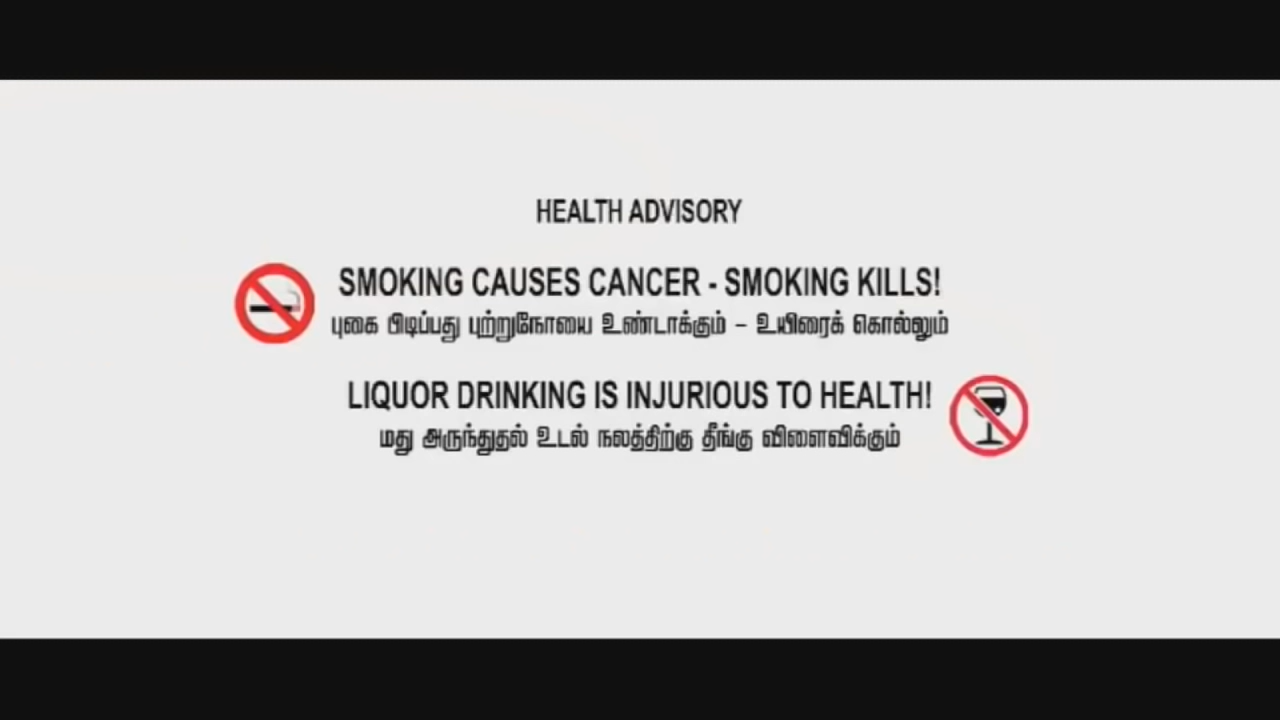 HEALTH ADVISORY
SMOKING CAUSES CANCER - SMOKING KILLS!
புகை பிடிப்பது புற்றுநோயை உண்டாக்கும் – உயிரைக் கொல்லும்
LIQUOR DRINKING IS INJURIOUS TO HEALTH!
மது அருந்துதல் உடல் நலத்திற்கு தீங்கு விளைவிக்கும்